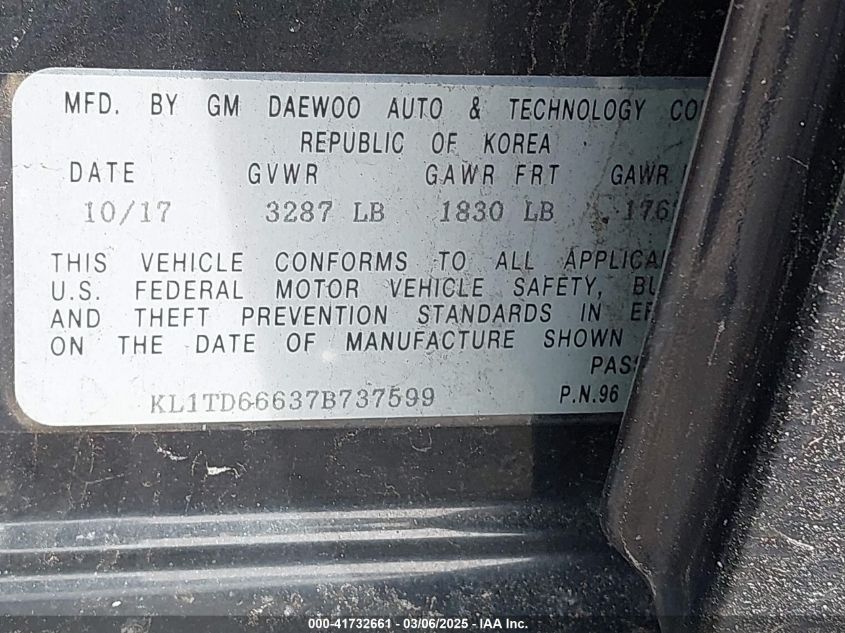 MFD. BY GM DAEWOO AUTO & TECHNOLOGY
REPUBLIC OF KOREA
DATE GVWR GAWR FRT GAWR
10/17 3287 LB 1830 LB
THIS VEHICLE CONFORMS TO ALL
U.S. FEDERAL MOTOR VEHICLE SAFETY,
AND THEFT PREVENTION STANDARDS IN
ON THE DATE OF MANUFACTURE SHOWN
KL1TD66637B737599 P.N.96
000-41732661 - 03/06/2025 - IAA Inc.